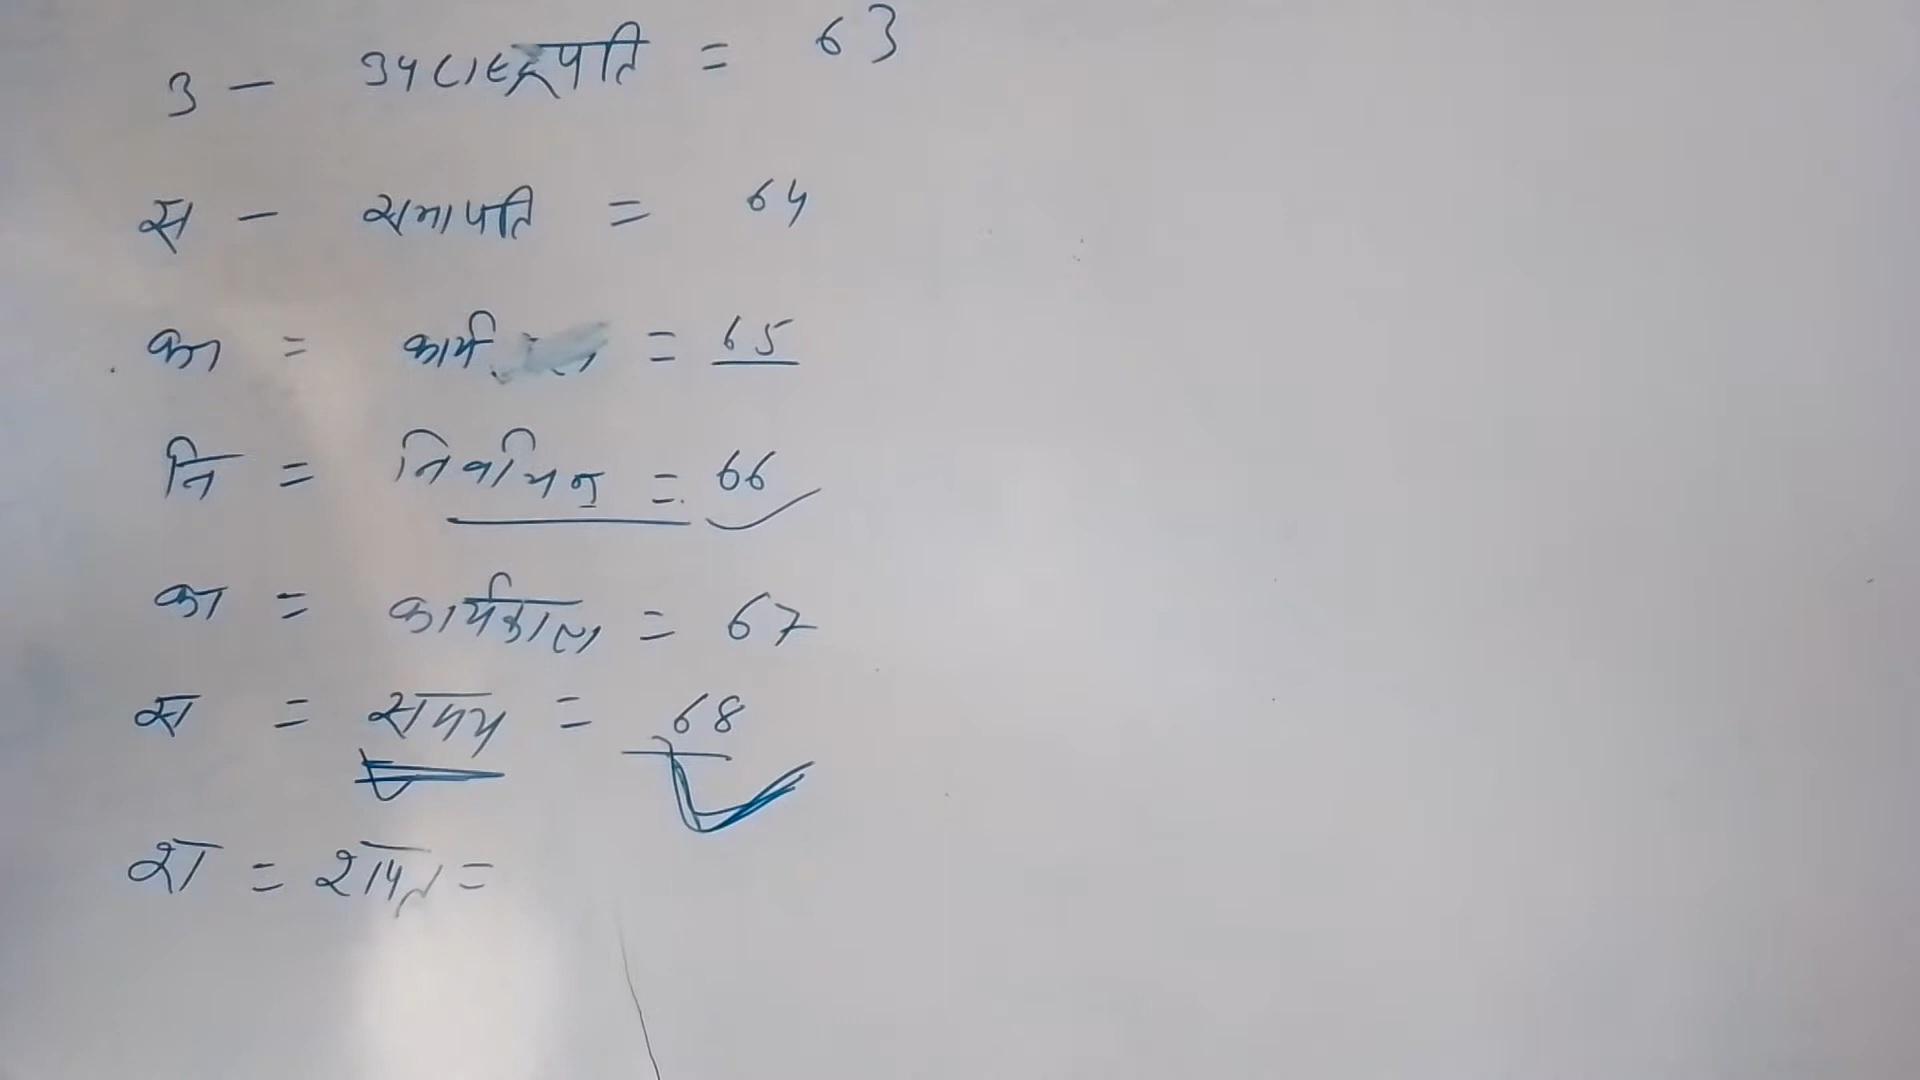 उ - उपराष्ट्रपति = 63
स - सभापति = 64
का = कार्य = 65
नि = निर्वाचन = 66
का = कार्यकाल = 67
स = समय = 68
श = शपथ =